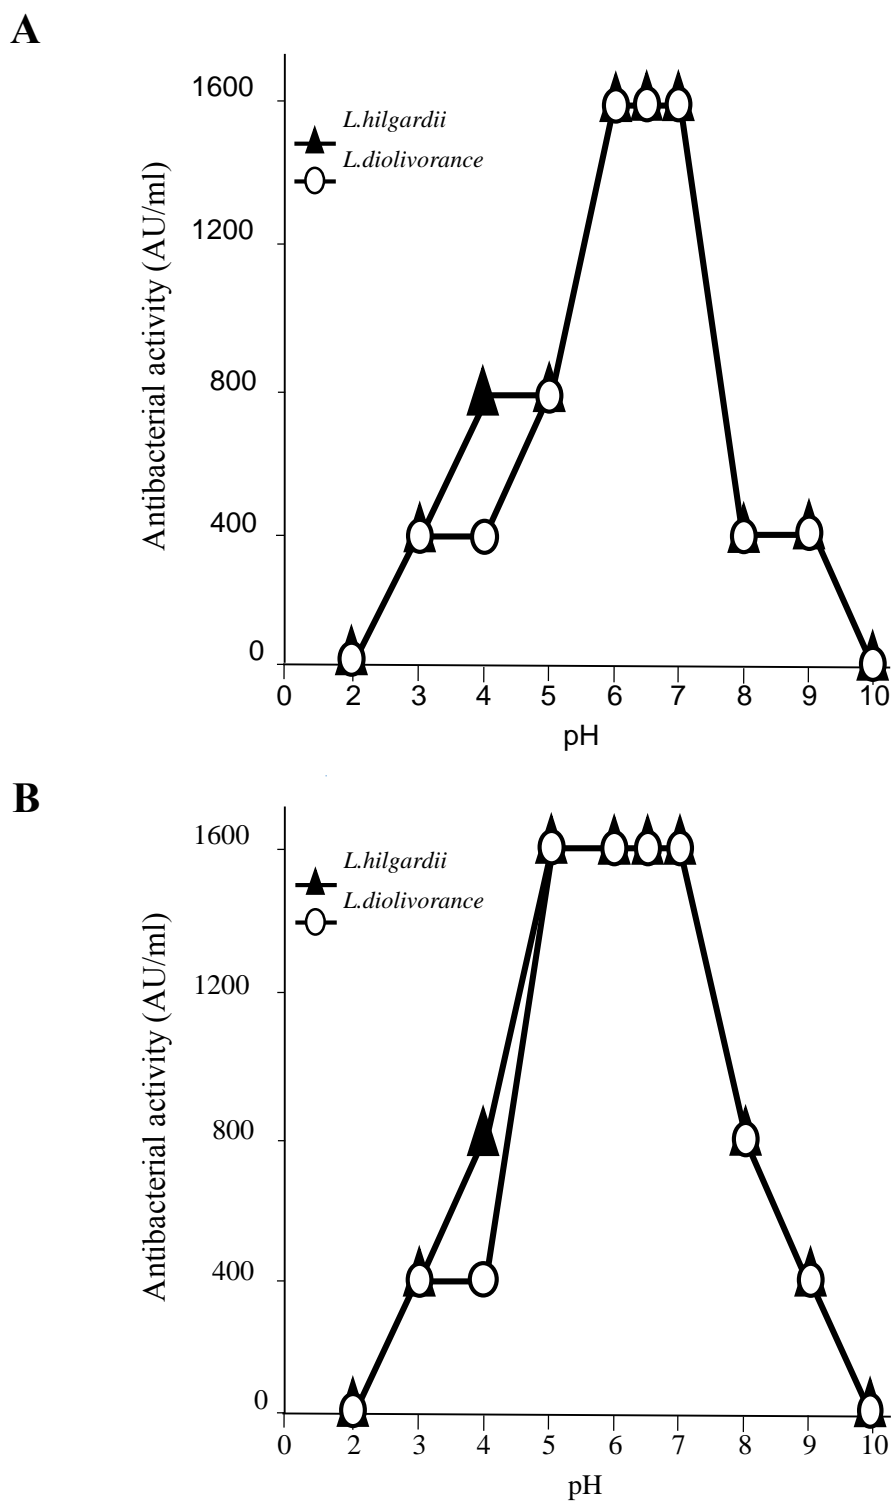 A
1600
L.hilgardii
L.diolivorance
1200
Antibacterial activity (AU/ml)
800
400
0
0 2 3 4 5 6 7 8 9 10
pH
B
1600
L.hilgardii
L.diolivorance
1200
Antibacterial activity (AU/ml)
800
400
0
0 2 3 4 5 6 7 8 9 10
pH